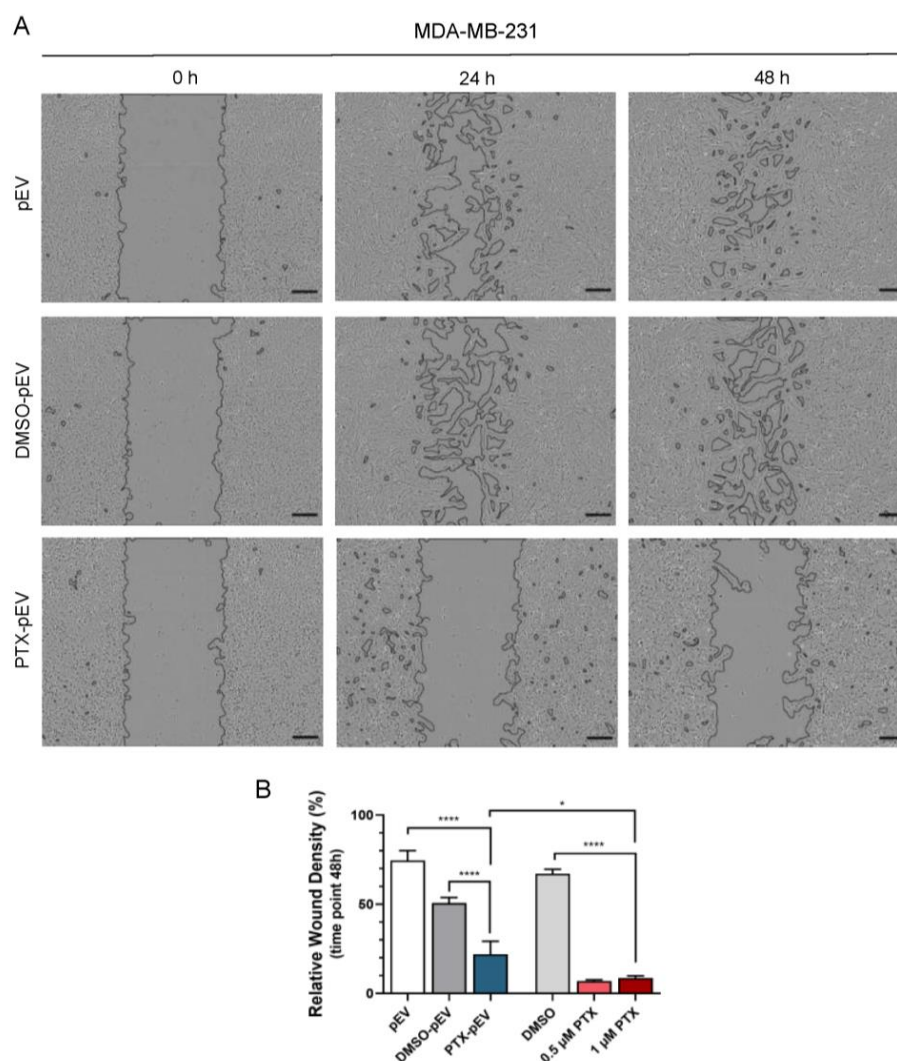 A
MDA-MB-231
0 h 24 h 48 h
pEV
DMSO-pEV
PTX-pEV
B
Relative Wound Density (%)
(time point 48h)
100
50
0
****
****
*
****
pEV
DMSO-pEV
PTX-pEV
DMSO
0.5 µM PTX
1 µM PTX